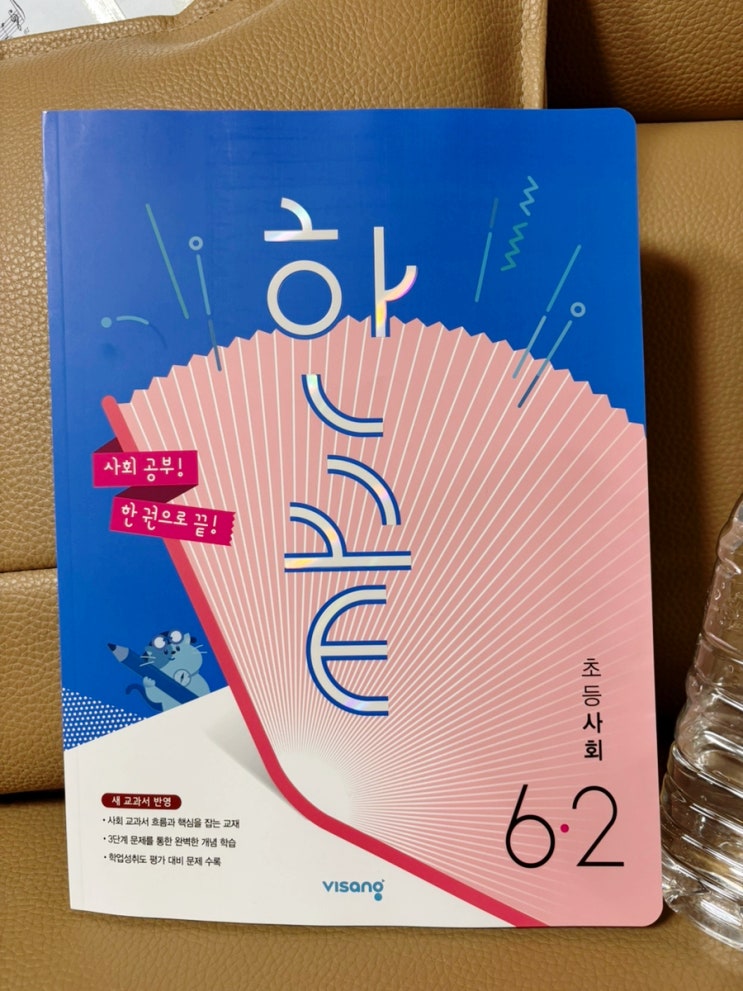 한끝
사회 공부!
한 권으로 끝!
초등사회
6·2
새 교과서 반영
• 사회 교과서 흐름과 핵심을 잡는 교재
• 3단계 문제를 통한 완벽한 개념 학습
• 학업성취도 평가 대비 문제 수록
visang